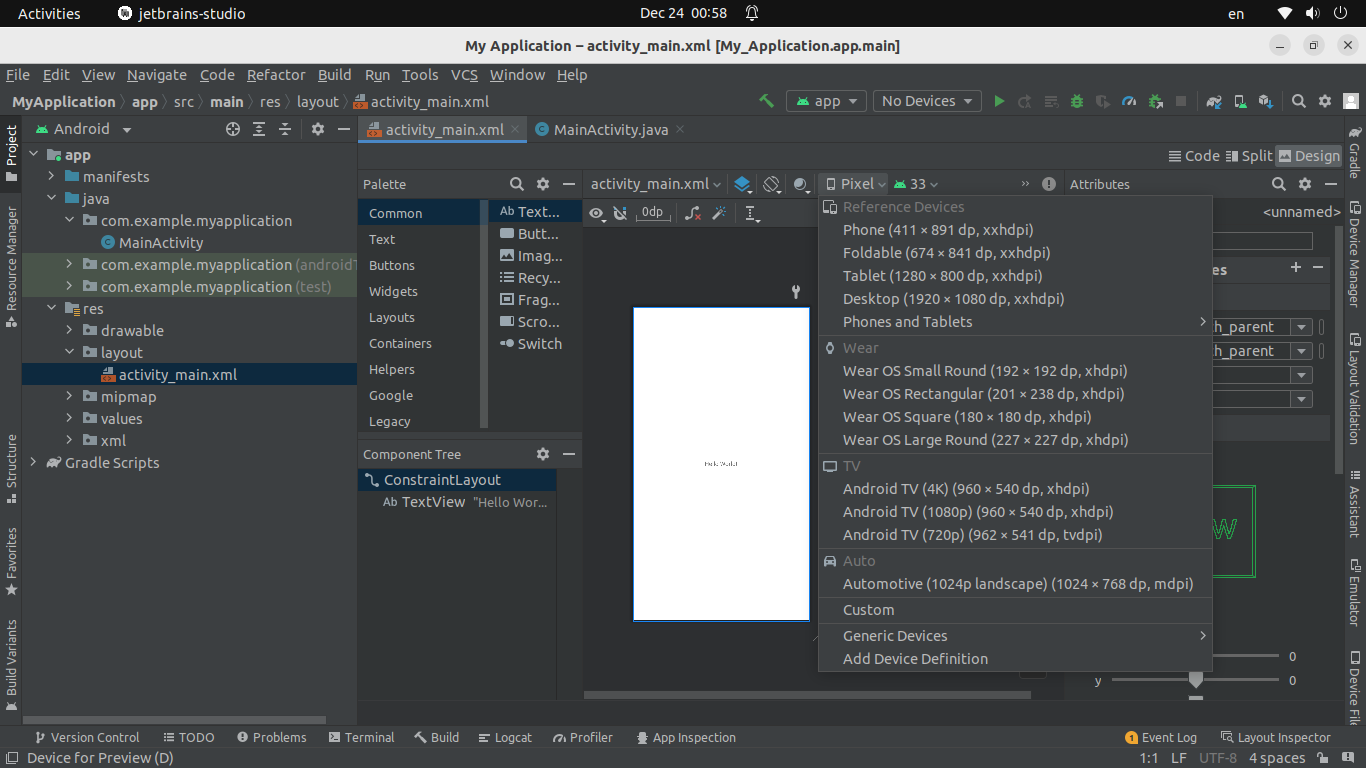 Activities jetbrains-studio Dec 24 00:58 en
My Application – activity_main.xml [My_Application.app.main]
File Edit View Navigate Code Refactor Build Run Tools VCS Window Help
MyApplication app src main res layout activity_main.xml app No Devices
Project
Resource Manager
Structure
Favorites
Build Variants
Android
app
manifests
java
com.example.myapplication
MainActivity
com.example.myapplication (androidT
com.example.myapplication (test)
res
drawable
layout
activity_main.xml
mipmap
values
xml
Gradle Scripts
activity_main.xml MainActivity.java
Code Split Design
Palette
Common
Text
Buttons
Widgets
Layouts
Containers
Helpers
Google
Legacy
Ab Text...
Butt...
Imag...
Recy...
Frag...
Scro...
Switch
Component Tree
ConstraintLayout
Ab TextView "Hello Wor...
activity_main.xml Pixel 33 »
0dp
Hello World!
Reference Devices
Phone (411 × 891 dp, xxhdpi)
Foldable (674 × 841 dp, xxhdpi)
Tablet (1280 × 800 dp, xxhdpi)
Desktop (1920 × 1080 dp, xxhdpi)
Phones and Tablets
Wear
Wear OS Small Round (192 × 192 dp, xhdpi)
Wear OS Rectangular (201 × 238 dp, xhdpi)
Wear OS Square (180 × 180 dp, xhdpi)
Wear OS Large Round (227 × 227 dp, xhdpi)
TV
Android TV (4K) (960 × 540 dp, xhdpi)
Android TV (1080p) (960 × 540 dp, xhdpi)
Android TV (720p) (962 × 541 dp, tvdpi)
Auto
Automotive (1024p landscape) (1024 × 768 dp, mdpi)
Custom
Generic Devices
Add Device Definition
Attributes
<unnamed>
es
h_parent
h_parent
w
0
y 0
Gradle
Device Manager
Layout Validation
Assistant
Emulator
Device File
Version Control TODO Problems Terminal Build Logcat Profiler App Inspection 1 Event Log Layout Inspector
Device for Preview (D) 1:1 LF UTF-8 4 spaces